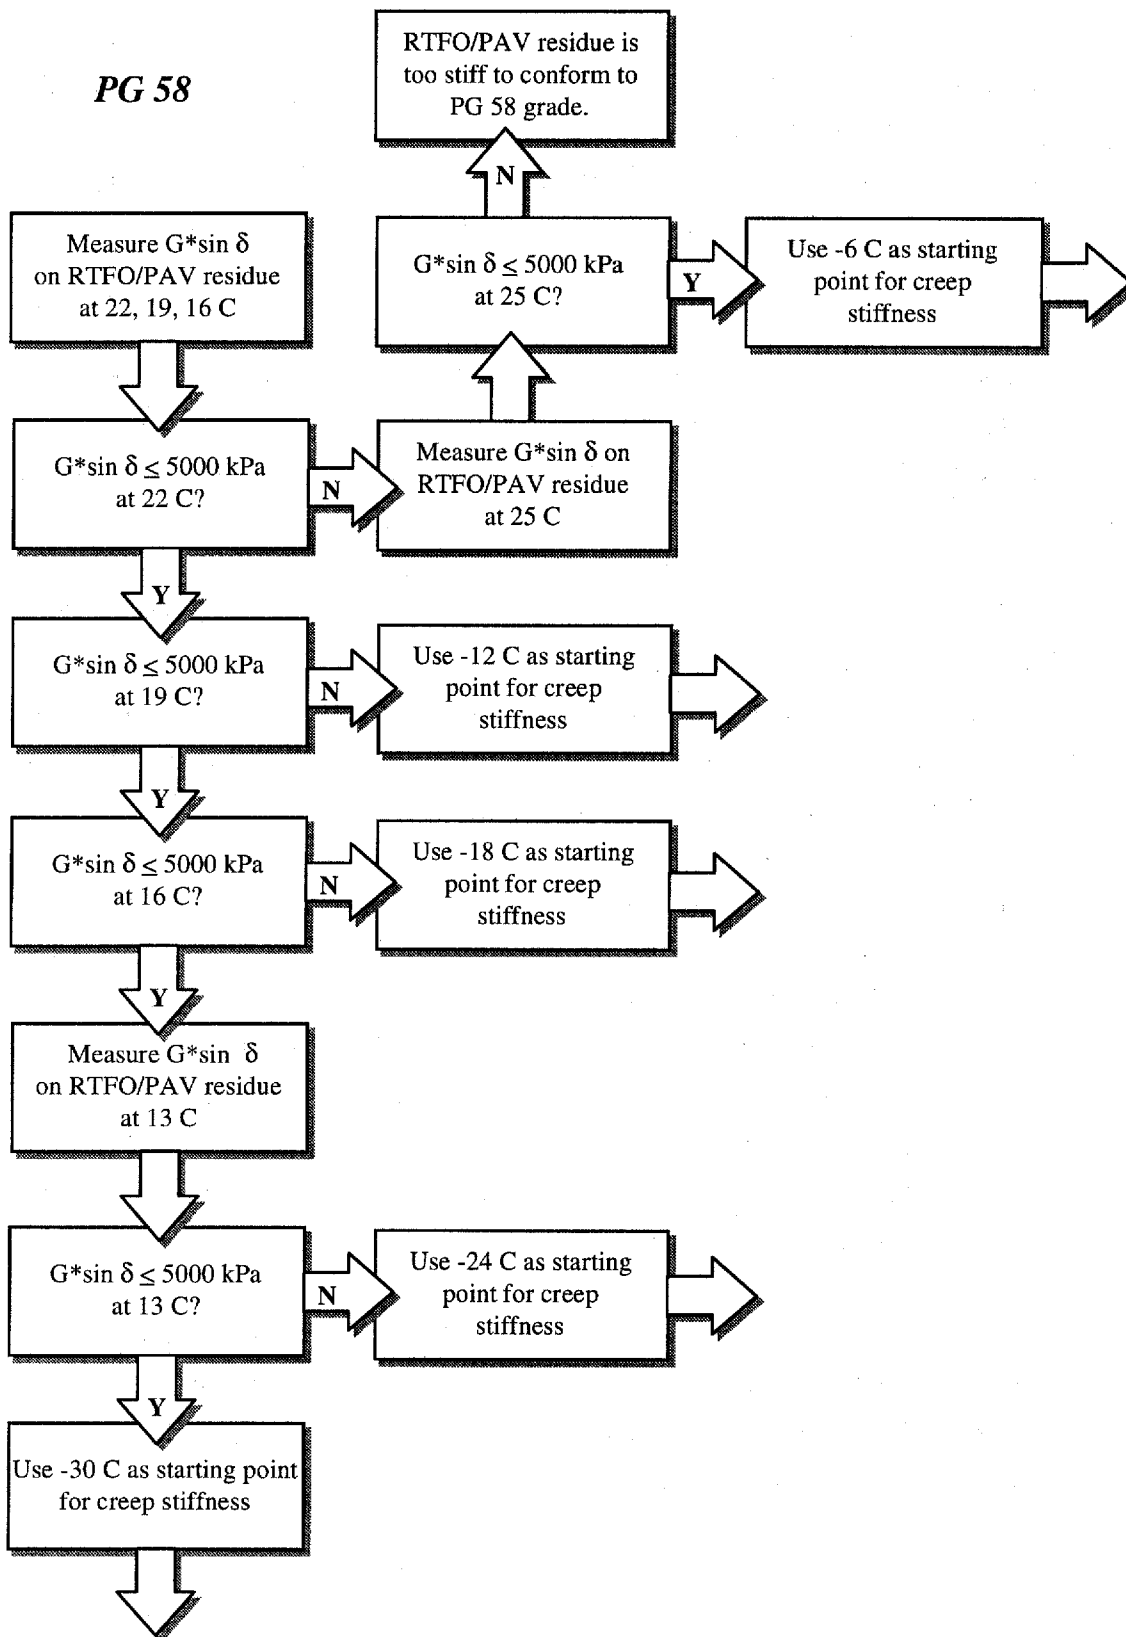 PG 58
RTFO/PAV residue is
too stiff to conform to
PG 58 grade.
N
Measure G*sin δ
on RTFO/PAV residue
at 22, 19, 16 C
G*sin δ ≤ 5000 kPa
at 25 C?
Y
Use -6 C as starting
point for creep
stiffness
G*sin δ ≤ 5000 kPa
at 22 C?
N
Measure G*sin δ on
RTFO/PAV residue
at 25 C
Y
G*sin δ ≤ 5000 kPa
at 19 C?
N
Use -12 C as starting
point for creep
stiffness
Y
G*sin δ ≤ 5000 kPa
at 16 C?
N
Use -18 C as starting
point for creep
stiffness
Y
Measure G*sin δ
on RTFO/PAV residue
at 13 C
G*sin δ ≤ 5000 kPa
at 13 C?
N
Use -24 C as starting
point for creep
stiffness
Y
Use -30 C as starting point
for creep stiffness